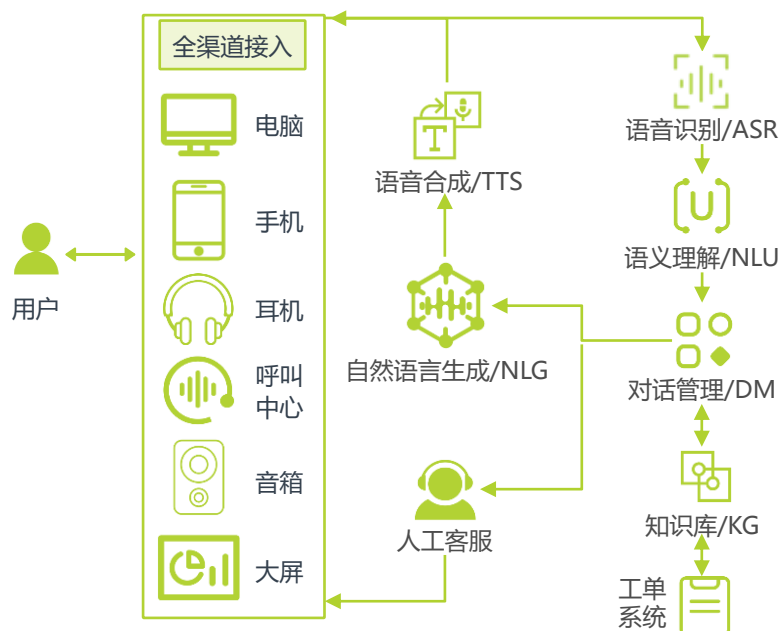 全渠道接入
电脑
手机
耳机
呼叫
中心
音箱
大屏
用户
语音合成/TTS
自然语言生成/NLG
人工客服
语音识别/ASR
语义理解/NLU
对话管理/DM
知识库/KG
工单
系统